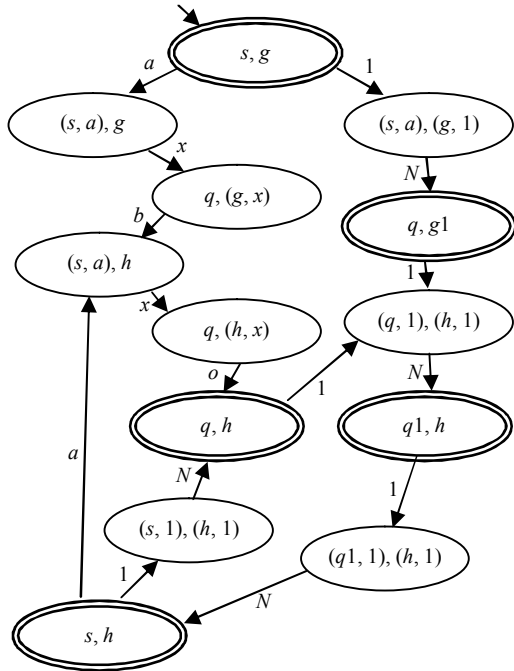 s, g
a
1
(s, a), g
(s, a), (g, 1)
x
N
q, (g, x)
q, g1
b
(s, a), h
1
x
(q, 1), (h, 1)
q, (h, x)
o
N
1
q, h
q1, h
a
N
1
(s, 1), (h, 1)
(q1, 1), (h, 1)
1
N
s, h